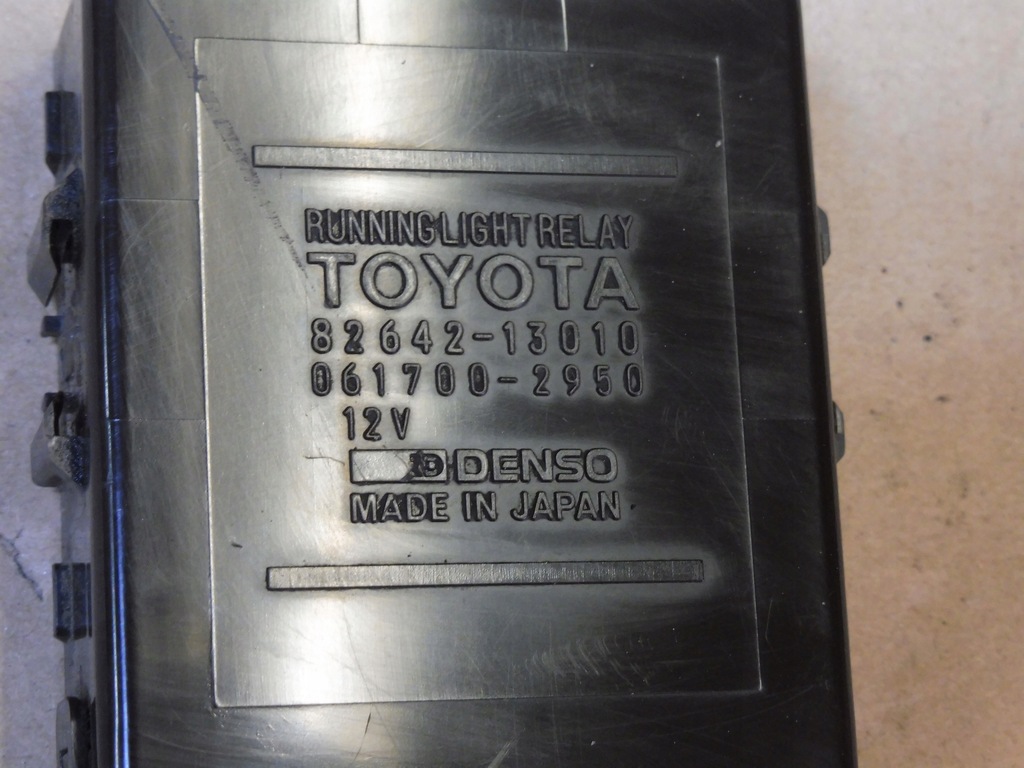 RUNNING LIGHT RELAY
TOYOTA
82642-13010
061700-2950
12V
D DENSO
MADE IN JAPAN